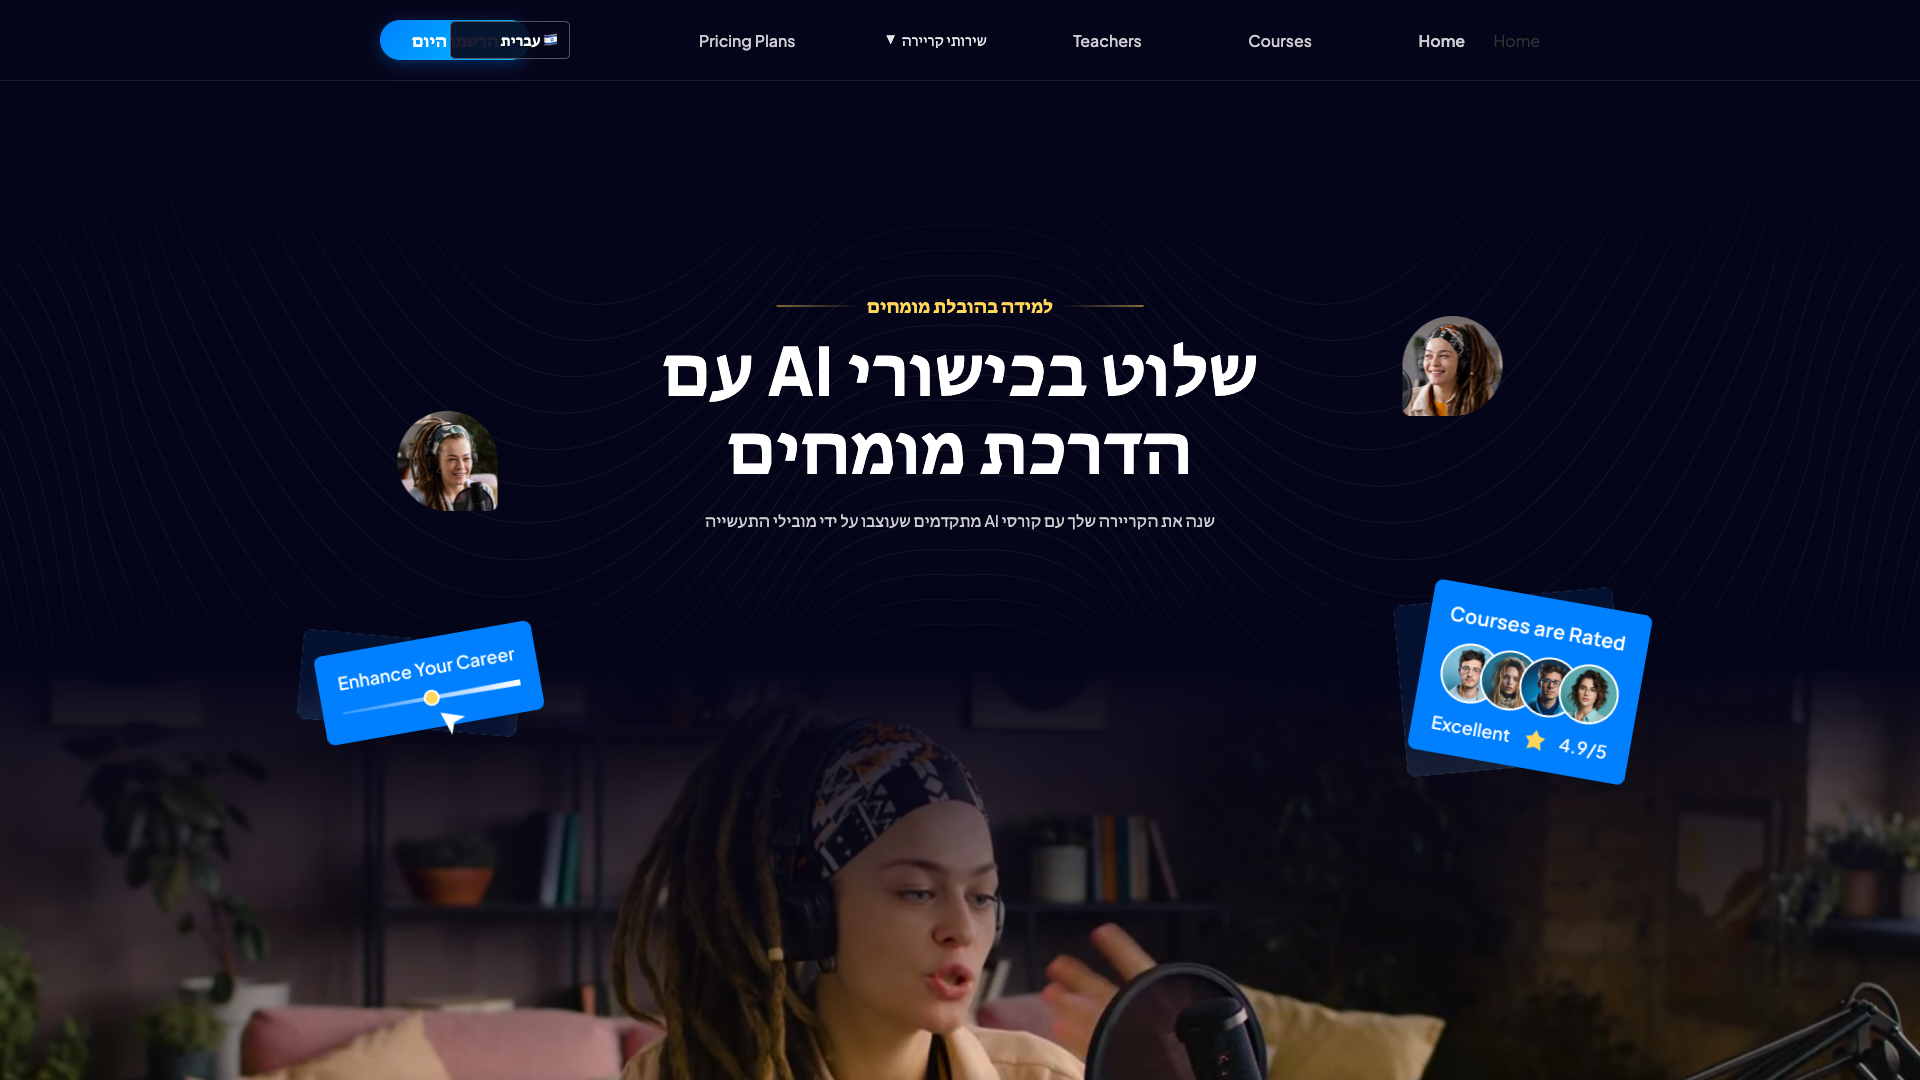 Home
Home
Courses
Teachers
שירותי קריירה ▼
Pricing Plans
עברית
הרשמו היום
למידה בהובלת מומחים
שלוט בכישורי AI עם
הדרכת מומחים
שנה את הקריירה שלך עם קורסי AI מתקדמים שעוצבו על ידי מובילי התעשייה
Courses are Rated
Excellent 4.9/5
Enhance Your Career